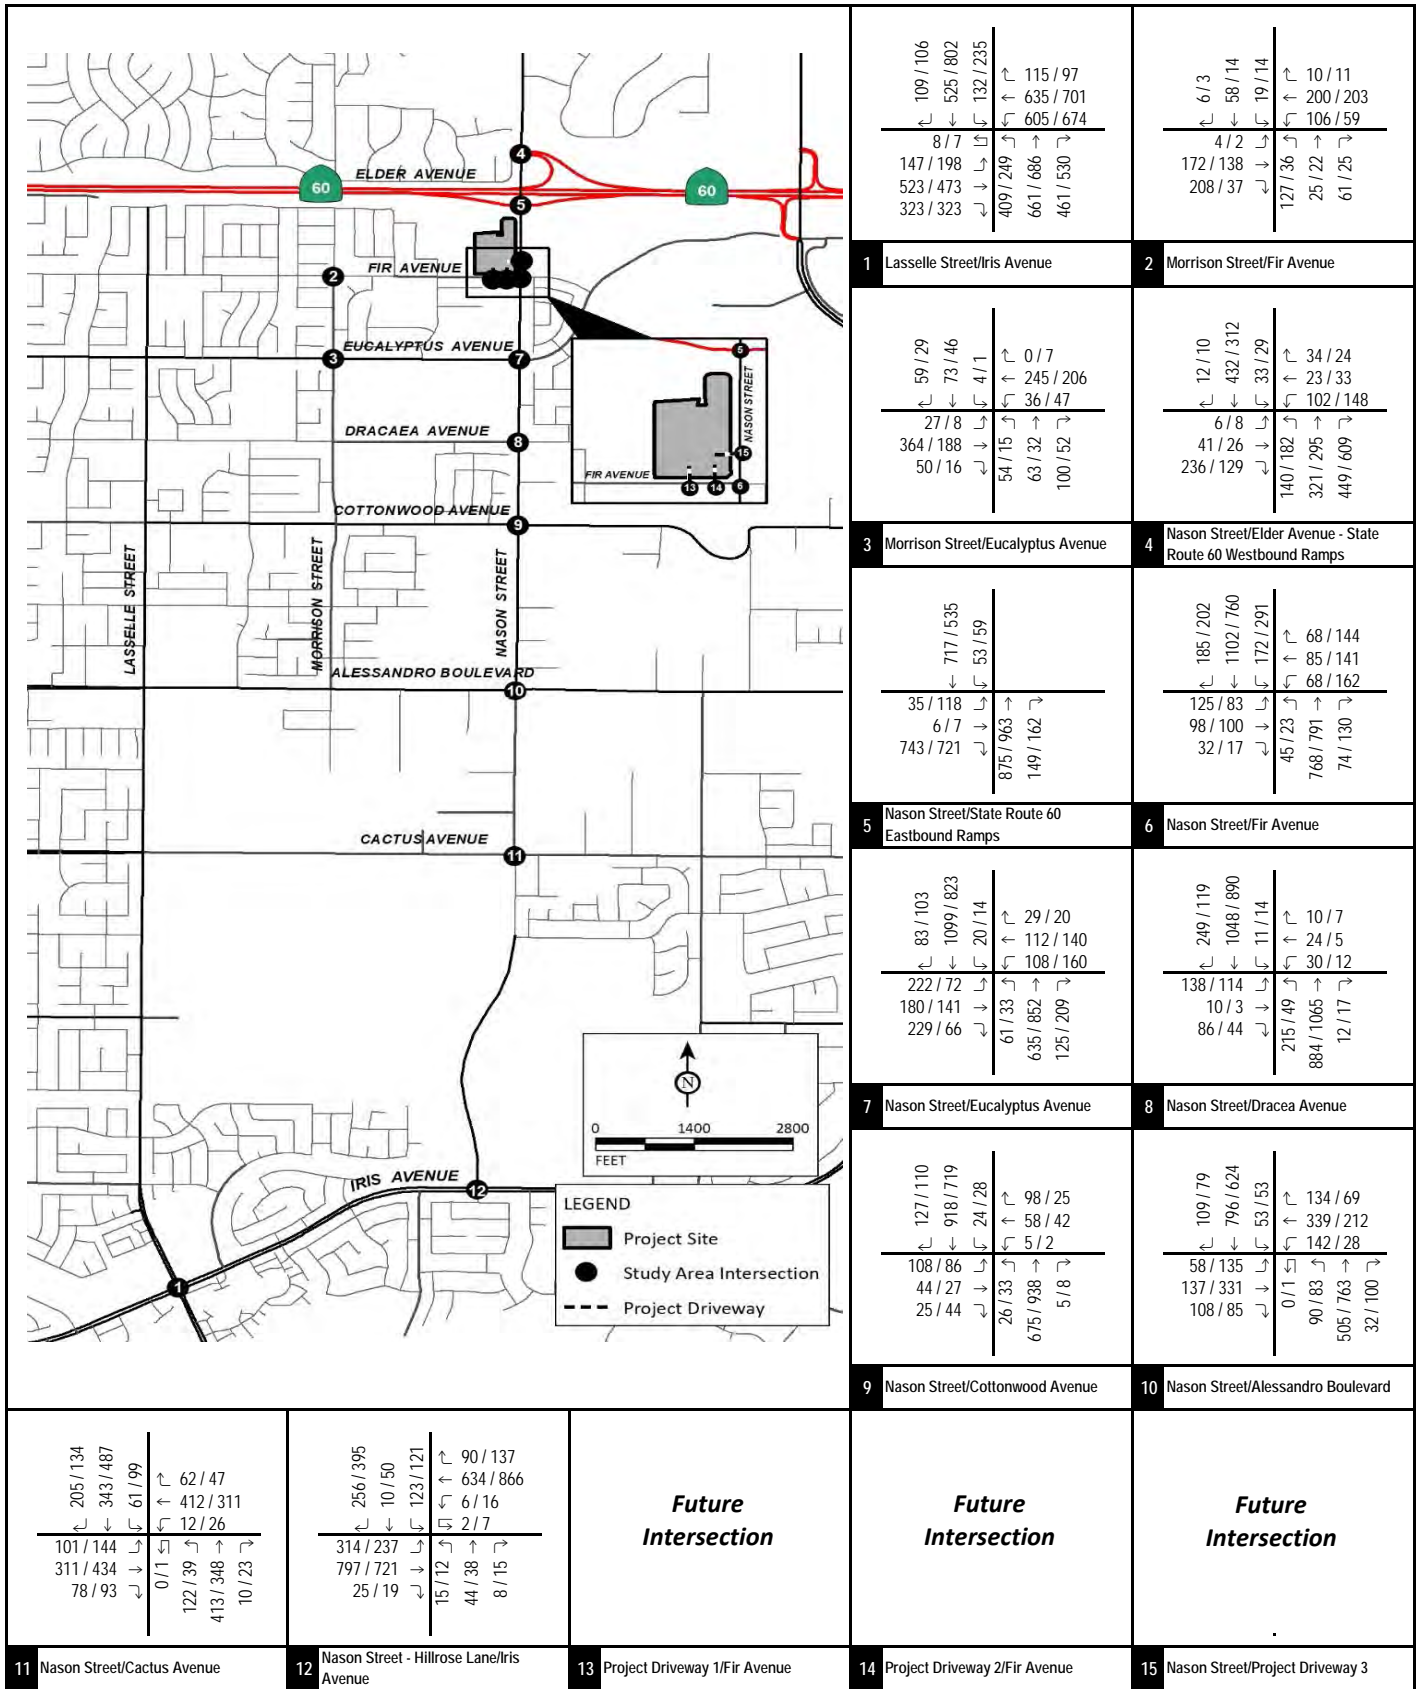 ELDER AVENUE
60
60
4
5
FIR AVENUE
2
EUCALYPTUS AVENUE
3
7
DRACAEA AVENUE
8
COTTONWOOD AVENUE
9
LASSELLE STREET
MORRISON STREET
NASON STREET
ALESSANDRO BOULEVARD
10
CACTUS AVENUE
11
IRIS AVENUE
12
1
5
NASON STREET
15
FIR AVENUE
13
14
6
N
0 1400 2800
FEET
LEGEND
Project Site
Study Area Intersection
Project Driveway
109 / 106
525 / 802
132 / 235
115 / 97
635 / 701
605 / 674
8 / 7
147 / 198
523 / 473
323 / 323
409 / 249
661 / 686
461 / 530
1 Lasselle Street/Iris Avenue
6 / 3
58 / 14
19 / 14
10 / 11
200 / 203
106 / 59
4 / 2
172 / 138
208 / 37
127 / 36
25 / 22
61 / 25
2 Morrison Street/Fir Avenue
59 / 29
73 / 46
4 / 1
0 / 7
245 / 206
36 / 47
27 / 8
364 / 188
50 / 16
54 / 15
63 / 32
100 / 52
3 Morrison Street/Eucalyptus Avenue
12 / 10
432 / 312
33 / 29
34 / 24
23 / 33
102 / 148
6 / 8
41 / 26
236 / 129
140 / 182
321 / 295
449 / 609
4 Nason Street/Elder Avenue - State
Route 60 Westbound Ramps
717 / 535
53 / 59
35 / 118
6 / 7
743 / 721
875 / 963
149 / 162
5 Nason Street/State Route 60
Eastbound Ramps
185 / 202
1102 / 760
172 / 291
68 / 144
85 / 141
68 / 162
125 / 83
98 / 100
32 / 17
45 / 23
768 / 791
74 / 130
6 Nason Street/Fir Avenue
83 / 103
1099 / 823
20 / 14
29 / 20
112 / 140
108 / 160
222 / 72
180 / 141
229 / 66
61 / 33
635 / 852
125 / 209
7 Nason Street/Eucalyptus Avenue
249 / 119
1048 / 890
11 / 14
10 / 7
24 / 5
30 / 12
138 / 114
10 / 3
86 / 44
215 / 49
884 / 1065
12 / 17
8 Nason Street/Dracea Avenue
127 / 110
918 / 719
24 / 28
98 / 25
58 / 42
5 / 2
108 / 86
44 / 27
25 / 44
26 / 33
675 / 938
5 / 8
9 Nason Street/Cottonwood Avenue
109 / 79
796 / 624
53 / 53
134 / 69
339 / 212
142 / 28
58 / 135
137 / 331
108 / 85
0 / 1
90 / 83
505 / 763
32 / 100
10 Nason Street/Alessandro Boulevard
205 / 134
343 / 487
61 / 99
62 / 47
412 / 311
12 / 26
101 / 144
311 / 434
78 / 93
0 / 1
122 / 39
413 / 348
10 / 23
11 Nason Street/Cactus Avenue
256 / 395
10 / 50
123 / 121
90 / 137
634 / 866
6 / 16
2 / 7
314 / 237
797 / 721
25 / 19
15 / 12
44 / 38
8 / 15
12 Nason Street - Hillrose Lane/Iris
Avenue
Future
Intersection
13 Project Driveway 1/Fir Avenue
Future
Intersection
14 Project Driveway 2/Fir Avenue
Future
Intersection
.
15 Nason Street/Project Driveway 3